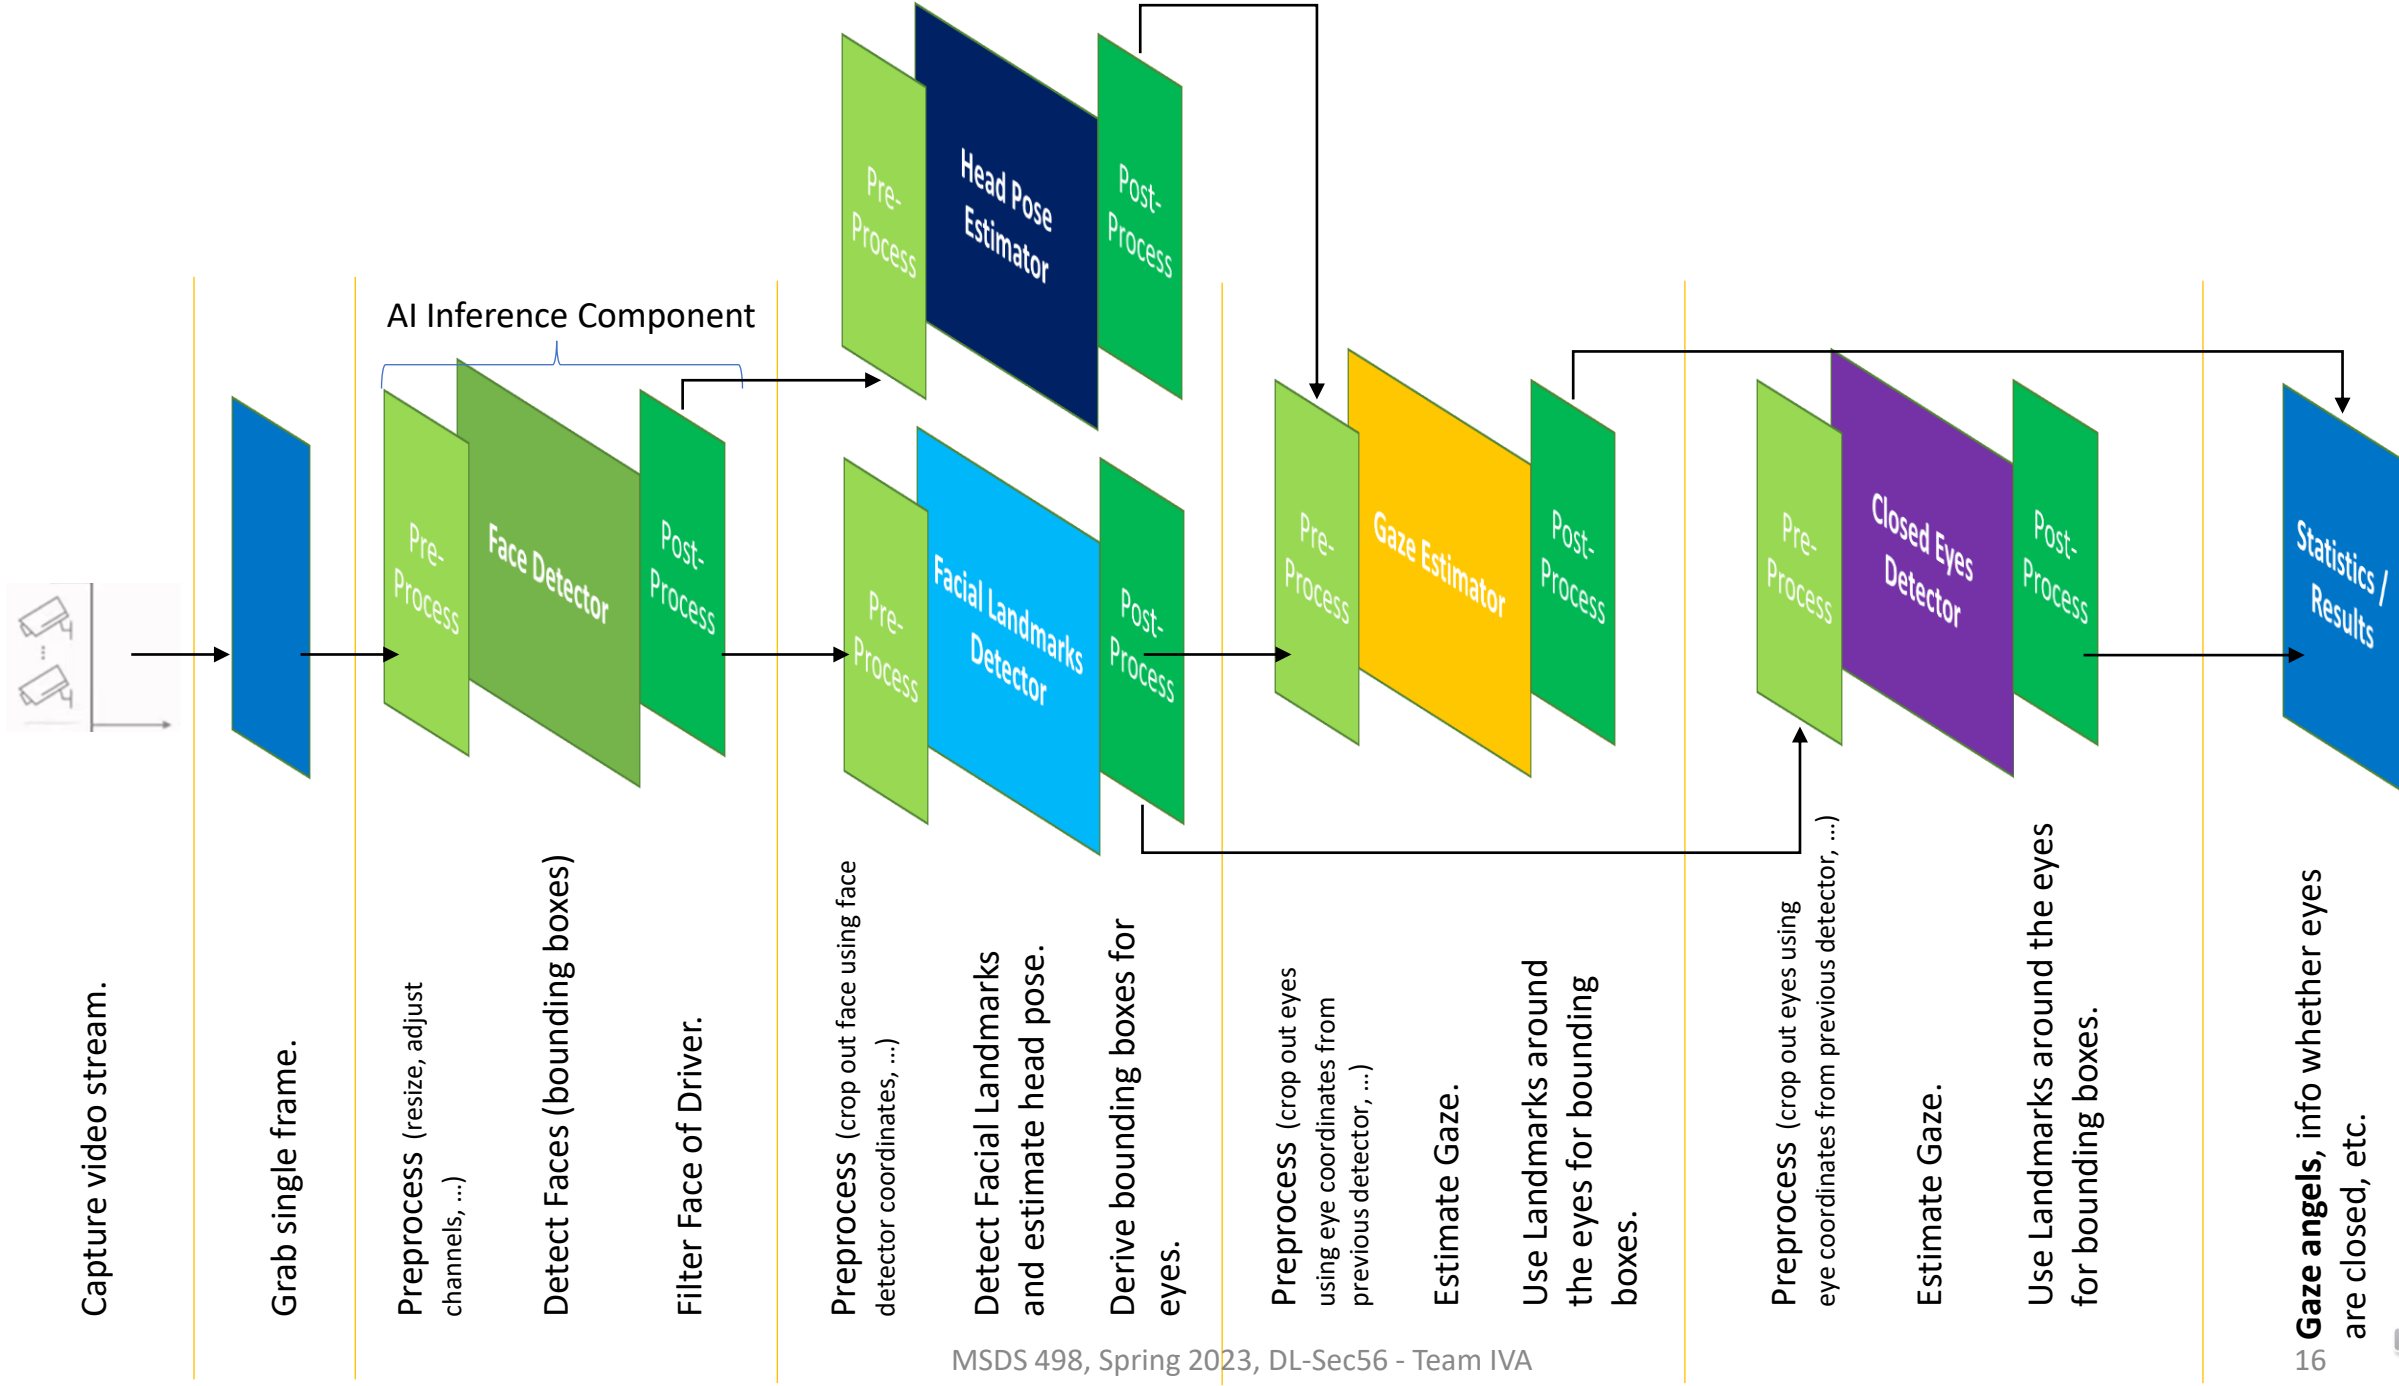 Pre-
Process
Head Pose
Estimator
Post-
Process
AI Inference Component
Pre-
Process
Face Detector
Post-
Process
Pre-
Process
Facial Landmarks
Detector
Post-
Process
Pre-
Process
Gaze Estimator
Post-
Process
Pre-
Process
Closed Eyes
Detector
Post-
Process
Statistics /
Results
Capture video stream.
Grab single frame.
Preprocess (resize, adjust
channels, ...)
Detect Faces (bounding boxes)
Filter Face of Driver.
Preprocess (crop out face using face
detector coordinates, ...)
Detect Facial Landmarks
and estimate head pose.
Derive bounding boxes for
eyes.
Preprocess (crop out eyes
using eye coordinates from
previous detector, ...)
Estimate Gaze.
Use Landmarks around
the eyes for bounding
boxes.
Preprocess (crop out eyes using
eye coordinates from previous detector, ...)
Estimate Gaze.
Use Landmarks around the eyes
for bounding boxes.
Gaze angels, info whether eyes
are closed, etc.
MSDS 498, Spring 2023, DL-Sec56 - Team IVA
16